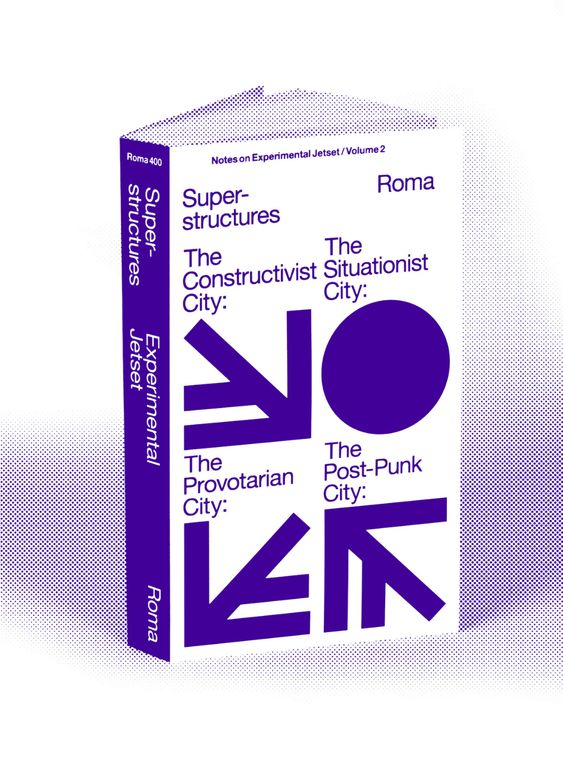 Roma 400
Super-
structures
Experimental
Jetset
Roma
Notes on Experimental Jetset / Volume 2
Super-
structures
Roma
The
Constructivist
City:
The
Situationist
City:
The
Provotarian
City:
The
Post-Punk
City: